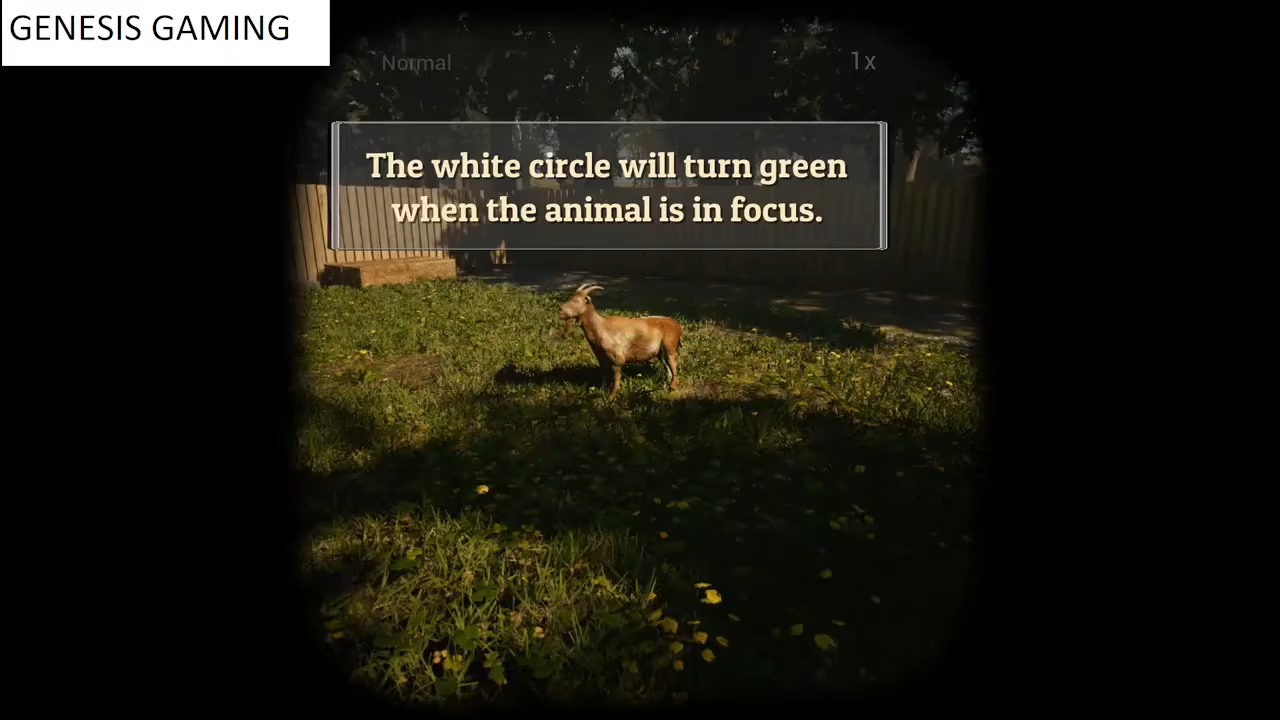 GENESIS GAMING
Normal
1x
The white circle will turn green
when the animal is in focus.